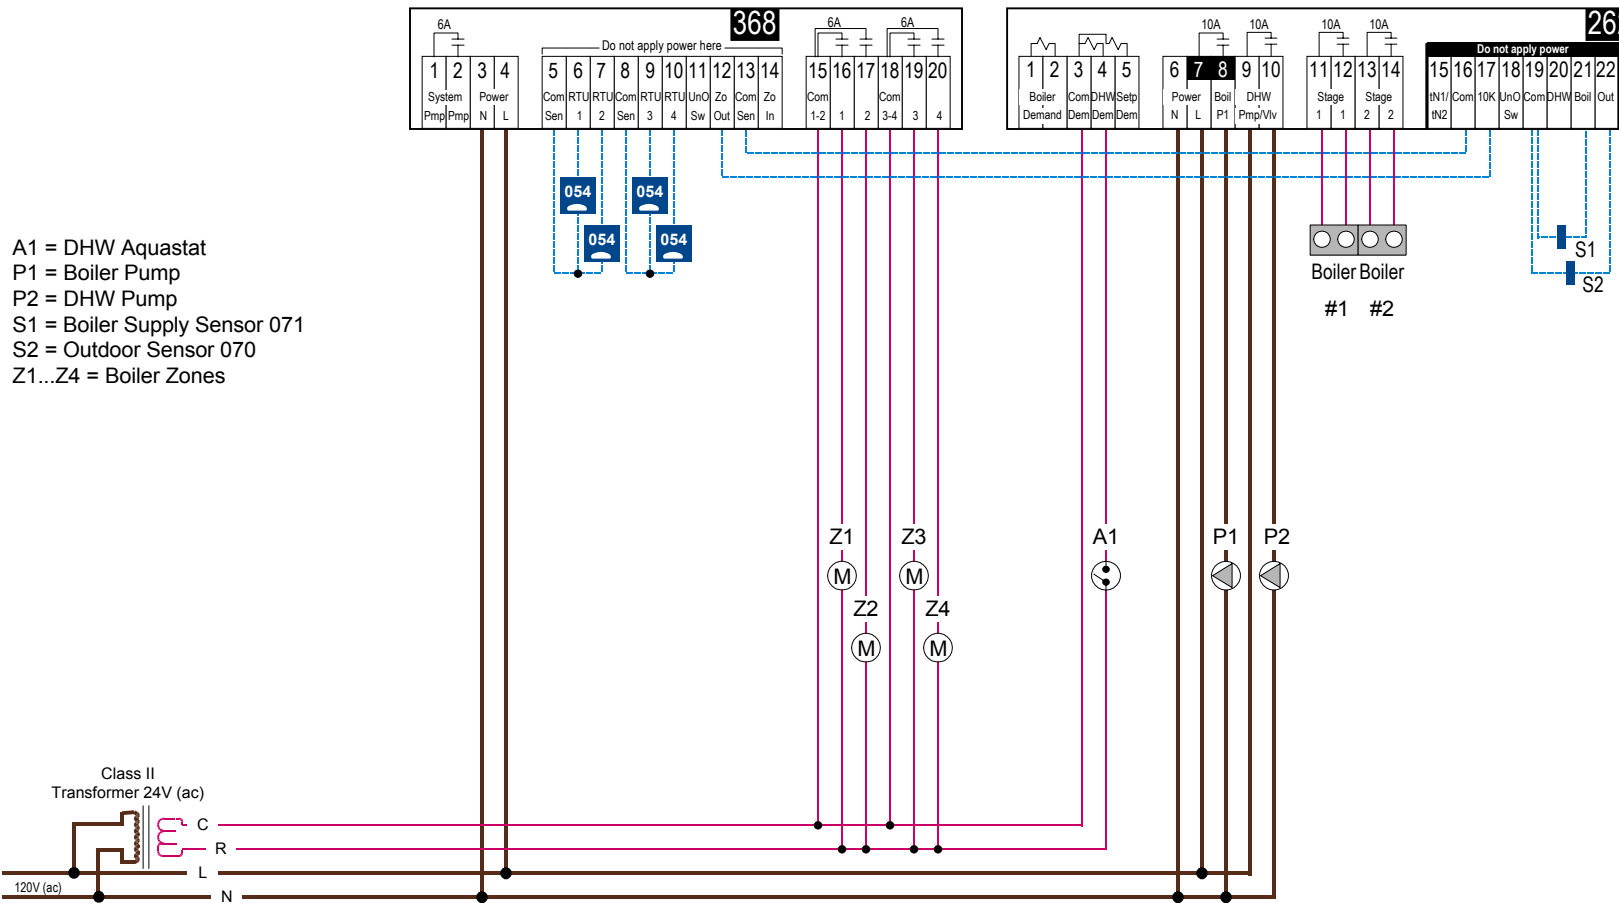 368
6A
Do not apply power here
6A
6A
1 2 3 4 5 6 7 8 9 10 11 12 13 14 15 16 17 18 19 20
System Power Com RTU RTU Com RTU RTU UnO Zo Com Zo Com Com
Pmp Pmp N L Sen 1 2 Sen 3 4 Sw Out Sen In 1-2 1 2 3-4 3 4
10A
10A
10A
10A
Do not apply power
1 2 3 4 5 6 7 8 9 10 11 12 13 14 15 16 17 18 19 20 21 22
Boiler Com DHW Setp Power Boil DHW Stage Stage tN1/ Com 10K UnO Com DHW Boil Out
Demand Dem Dem Dem N L P1 Pmp/Vlv 1 1 2 2 tN2 Sw
054
054
054
054
A1 = DHW Aquastat
P1 = Boiler Pump
P2 = DHW Pump
S1 = Boiler Supply Sensor 071
S2 = Outdoor Sensor 070
Z1...Z4 = Boiler Zones
S1
S2
Boiler Boiler
#1 #2
Z1
M
Z3
M
A1
P1
P2
Z2
M
Z4
M
Class II
Transformer 24V (ac)
C
R
L
120V (ac)
N